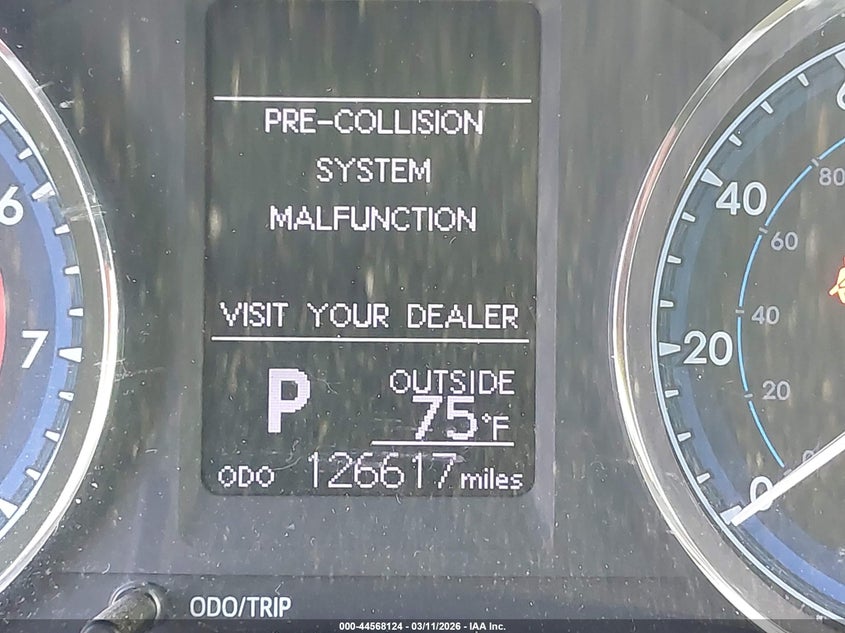 PRE-COLLISION
SYSTEM
MALFUNCTION
VISIT YOUR DEALER
P
OUTSIDE
75°F
ODO 126617 miles
6
7
40
20
0
80
60
40
20
ODO/TRIP
000-44568124 - 03/11/2026 - IAA Inc.